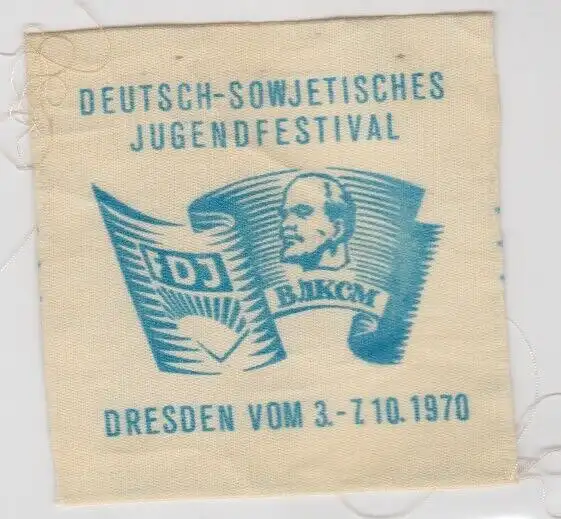 DEUTSCH-SOWJETISCHES
JUGENDFESTIVAL
FDJ
ВЛКСМ
DRESDEN VOM 3.-7.10.1970